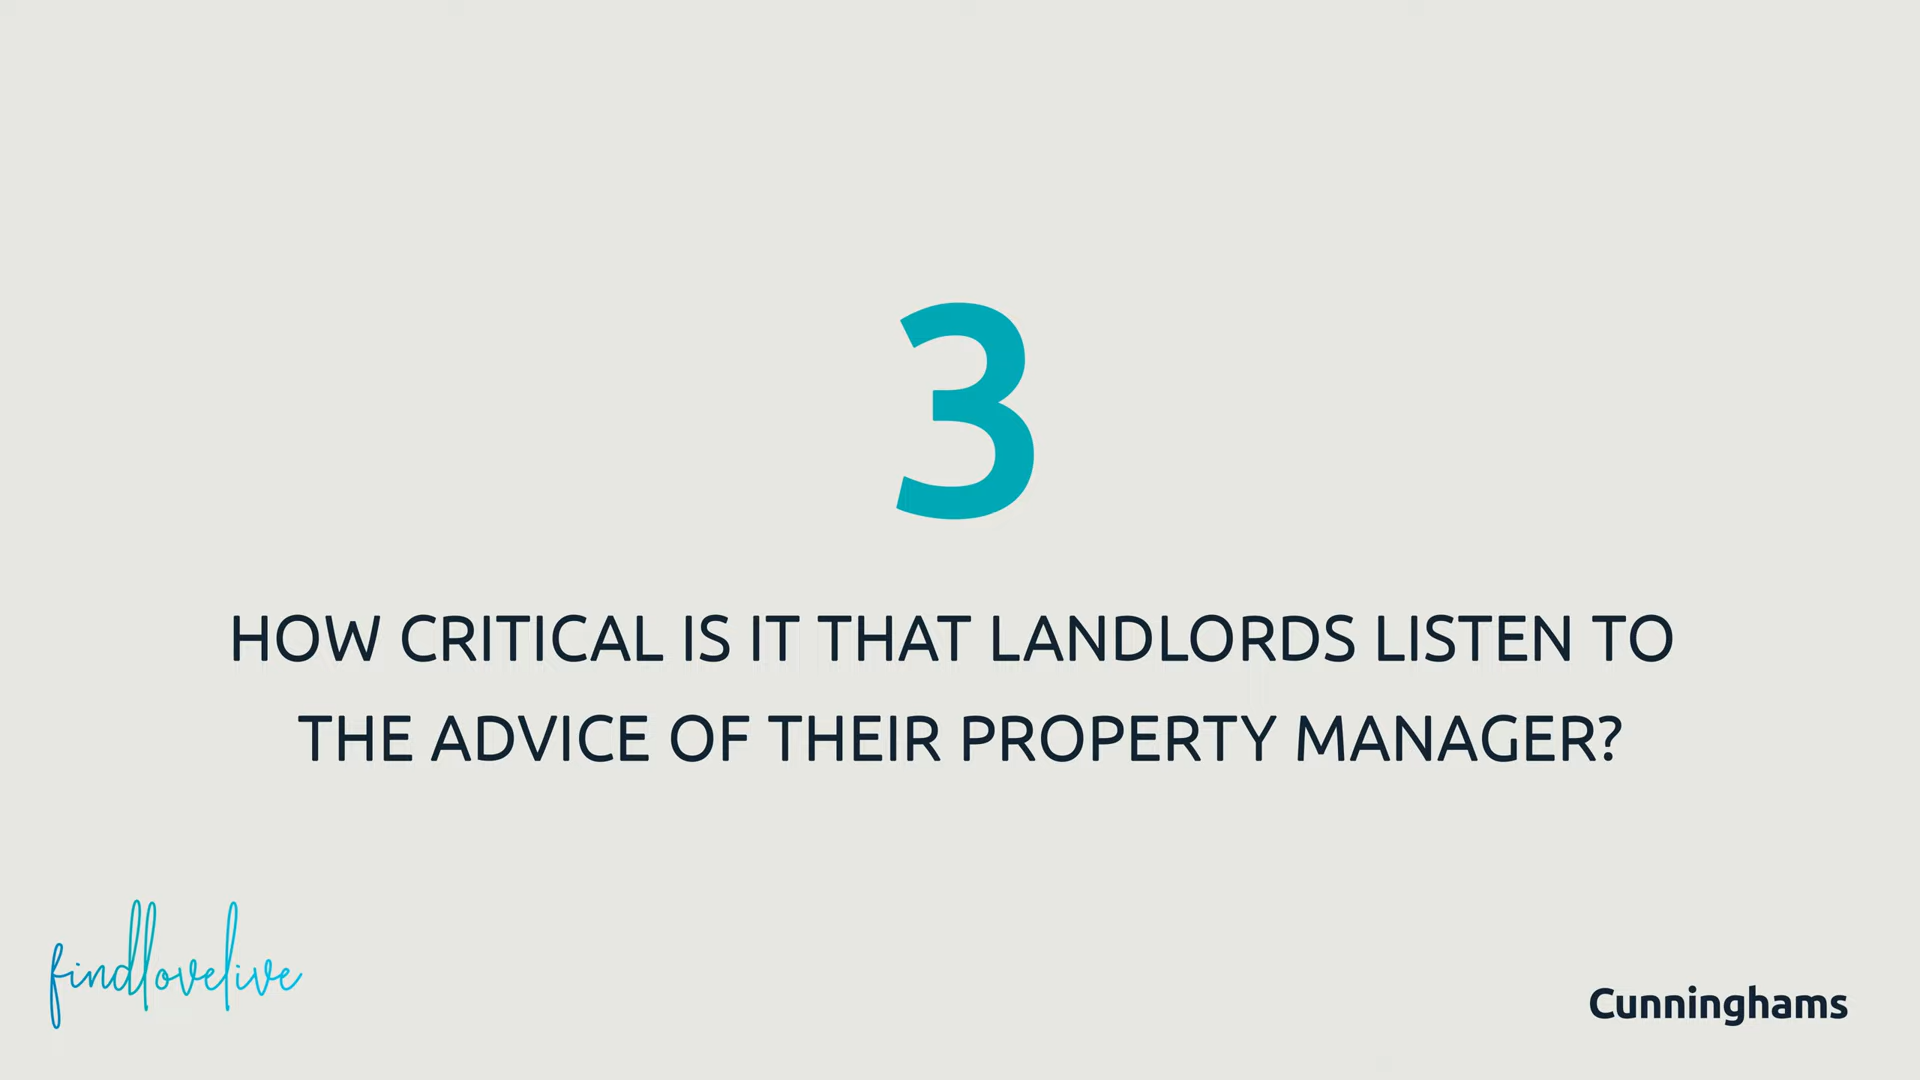 3
HOW CRITICAL IS IT THAT LANDLORDS LISTEN TO
THE ADVICE OF THEIR PROPERTY MANAGER?
findlovelive
Cunninghams